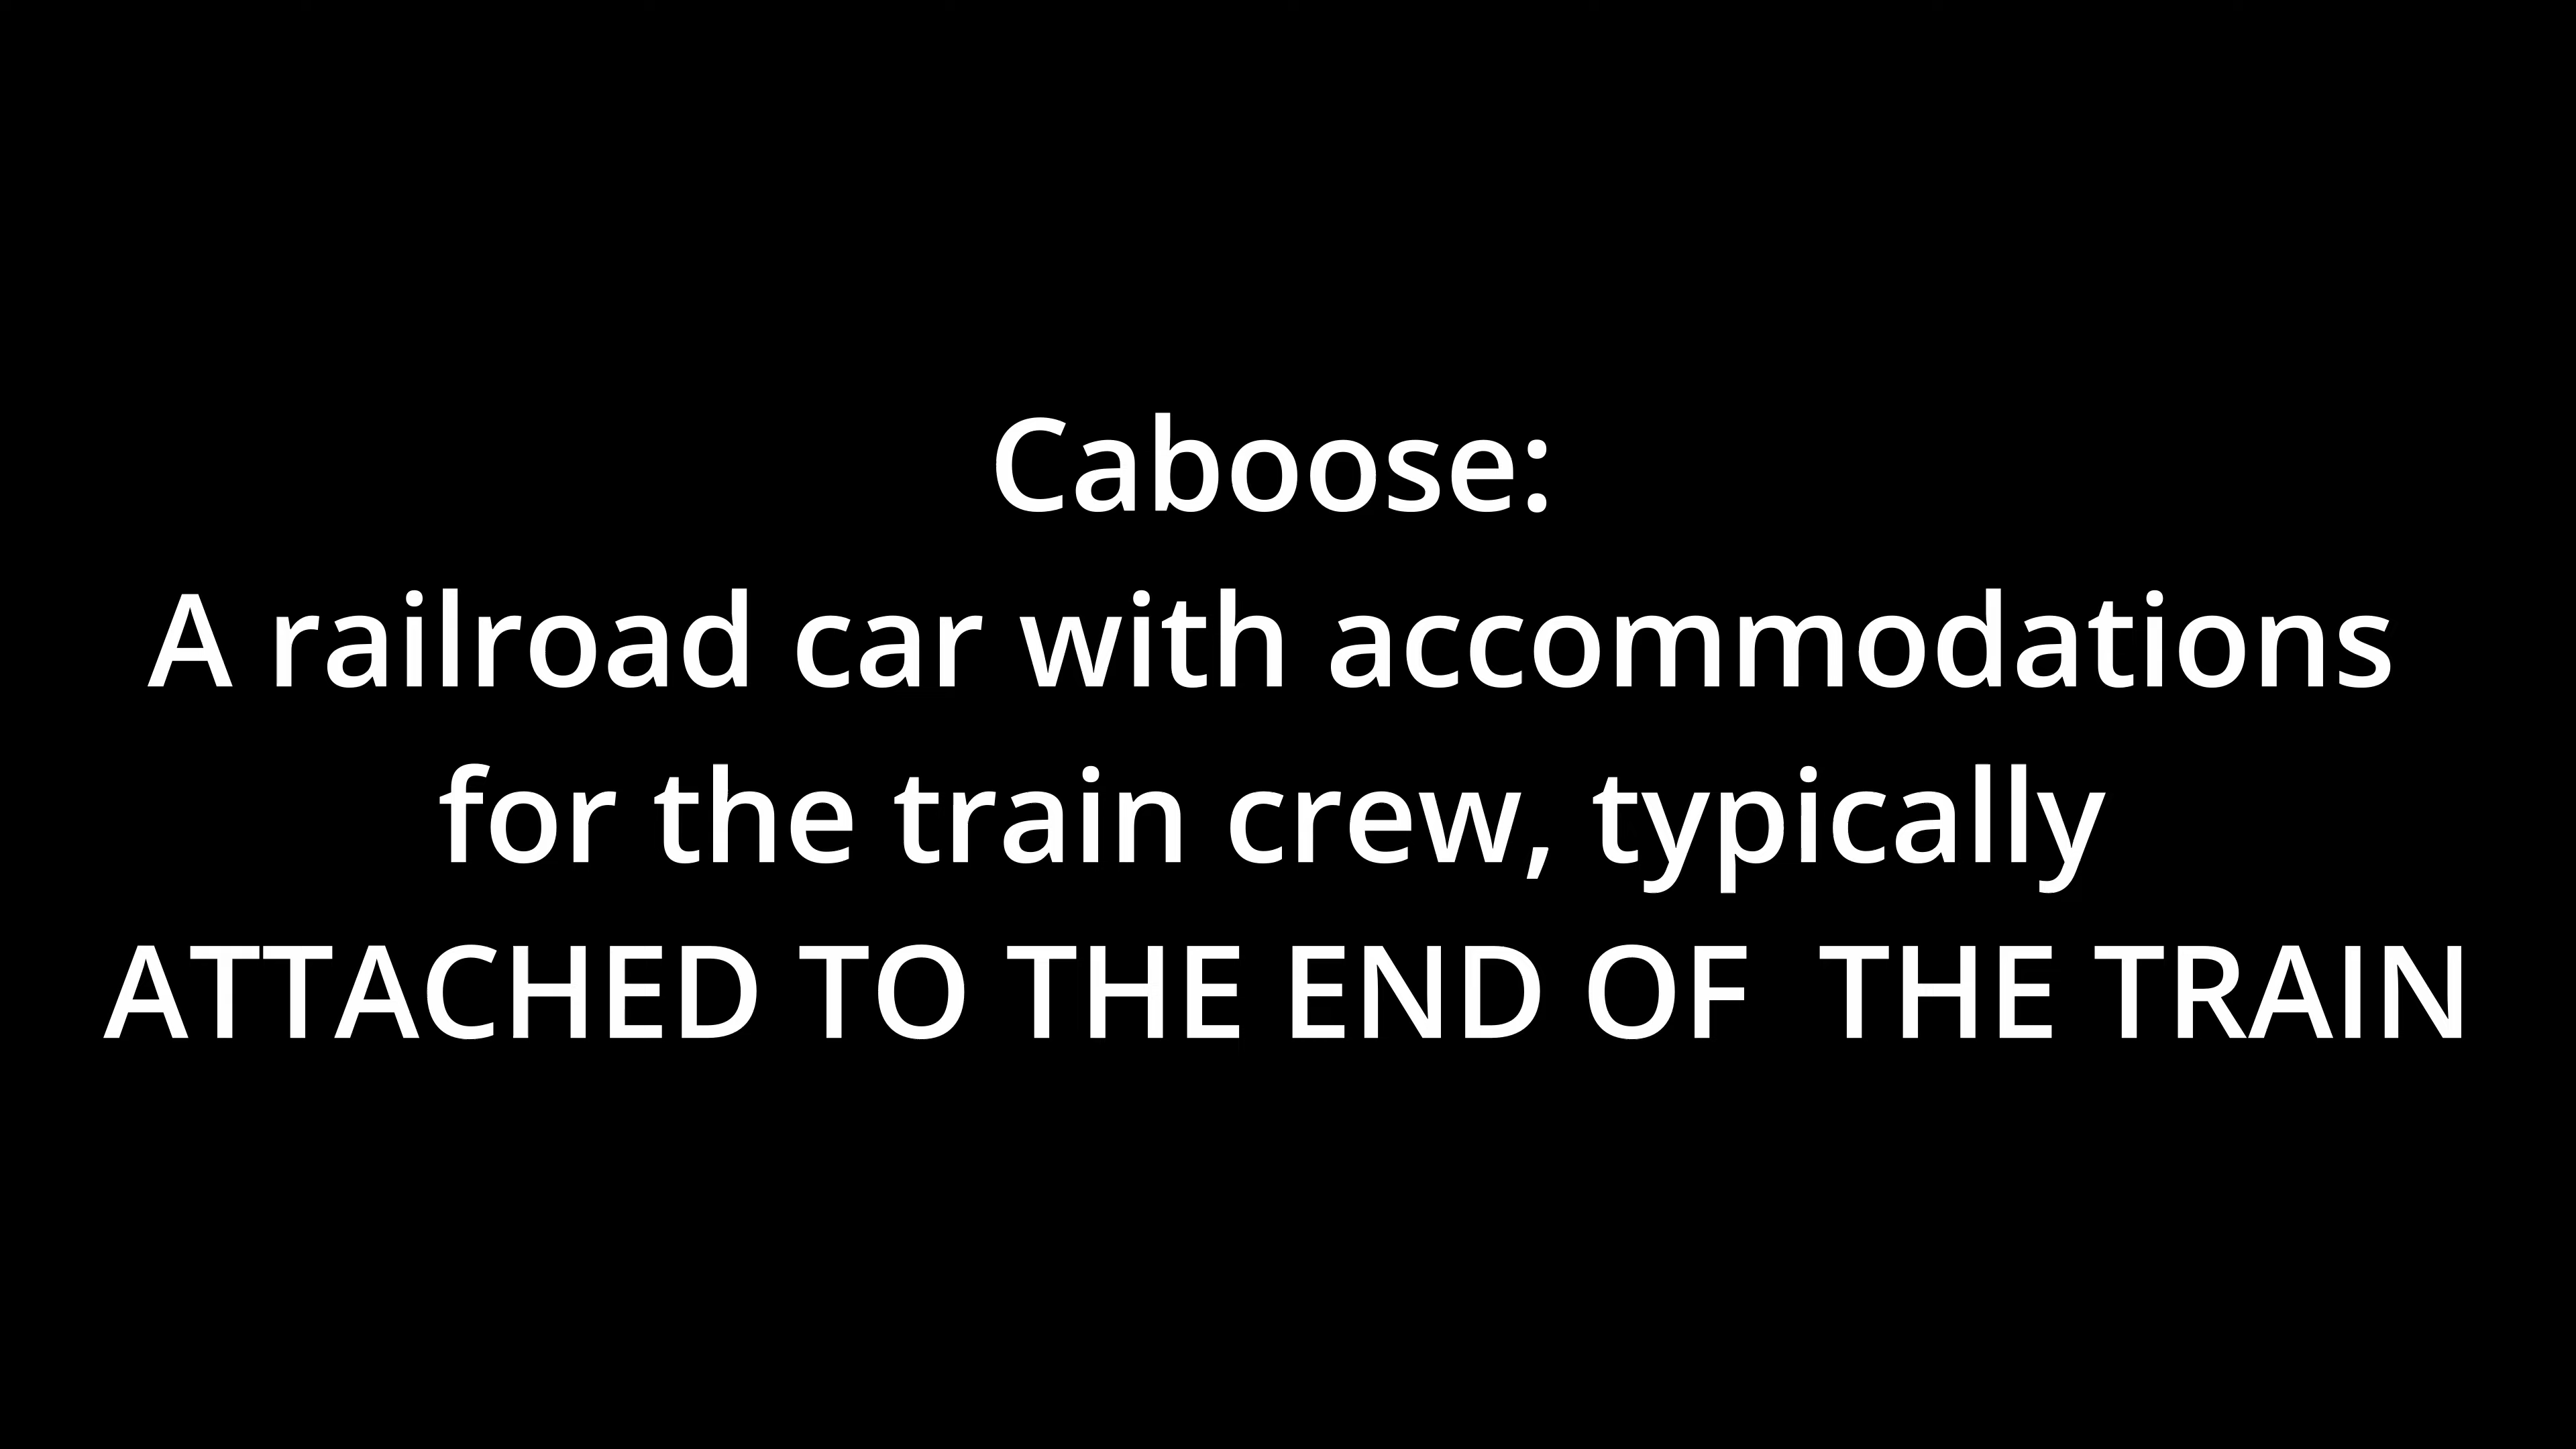 Caboose:
A railroad car with accommodations
for the train crew, typically
ATTACHED TO THE END OF  THE TRAIN